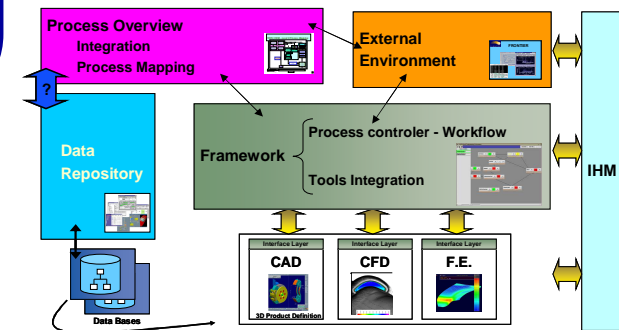 Process Overview
Integration
Process Mapping
External
Environment
FRONTIER
?
Data
Repository
Framework
Process controler - Workflow
Tools Integration
IHM
Interface Layer
CAD
3D Product Definition
Interface Layer
CFD
Interface Layer
F.E.
Data Bases